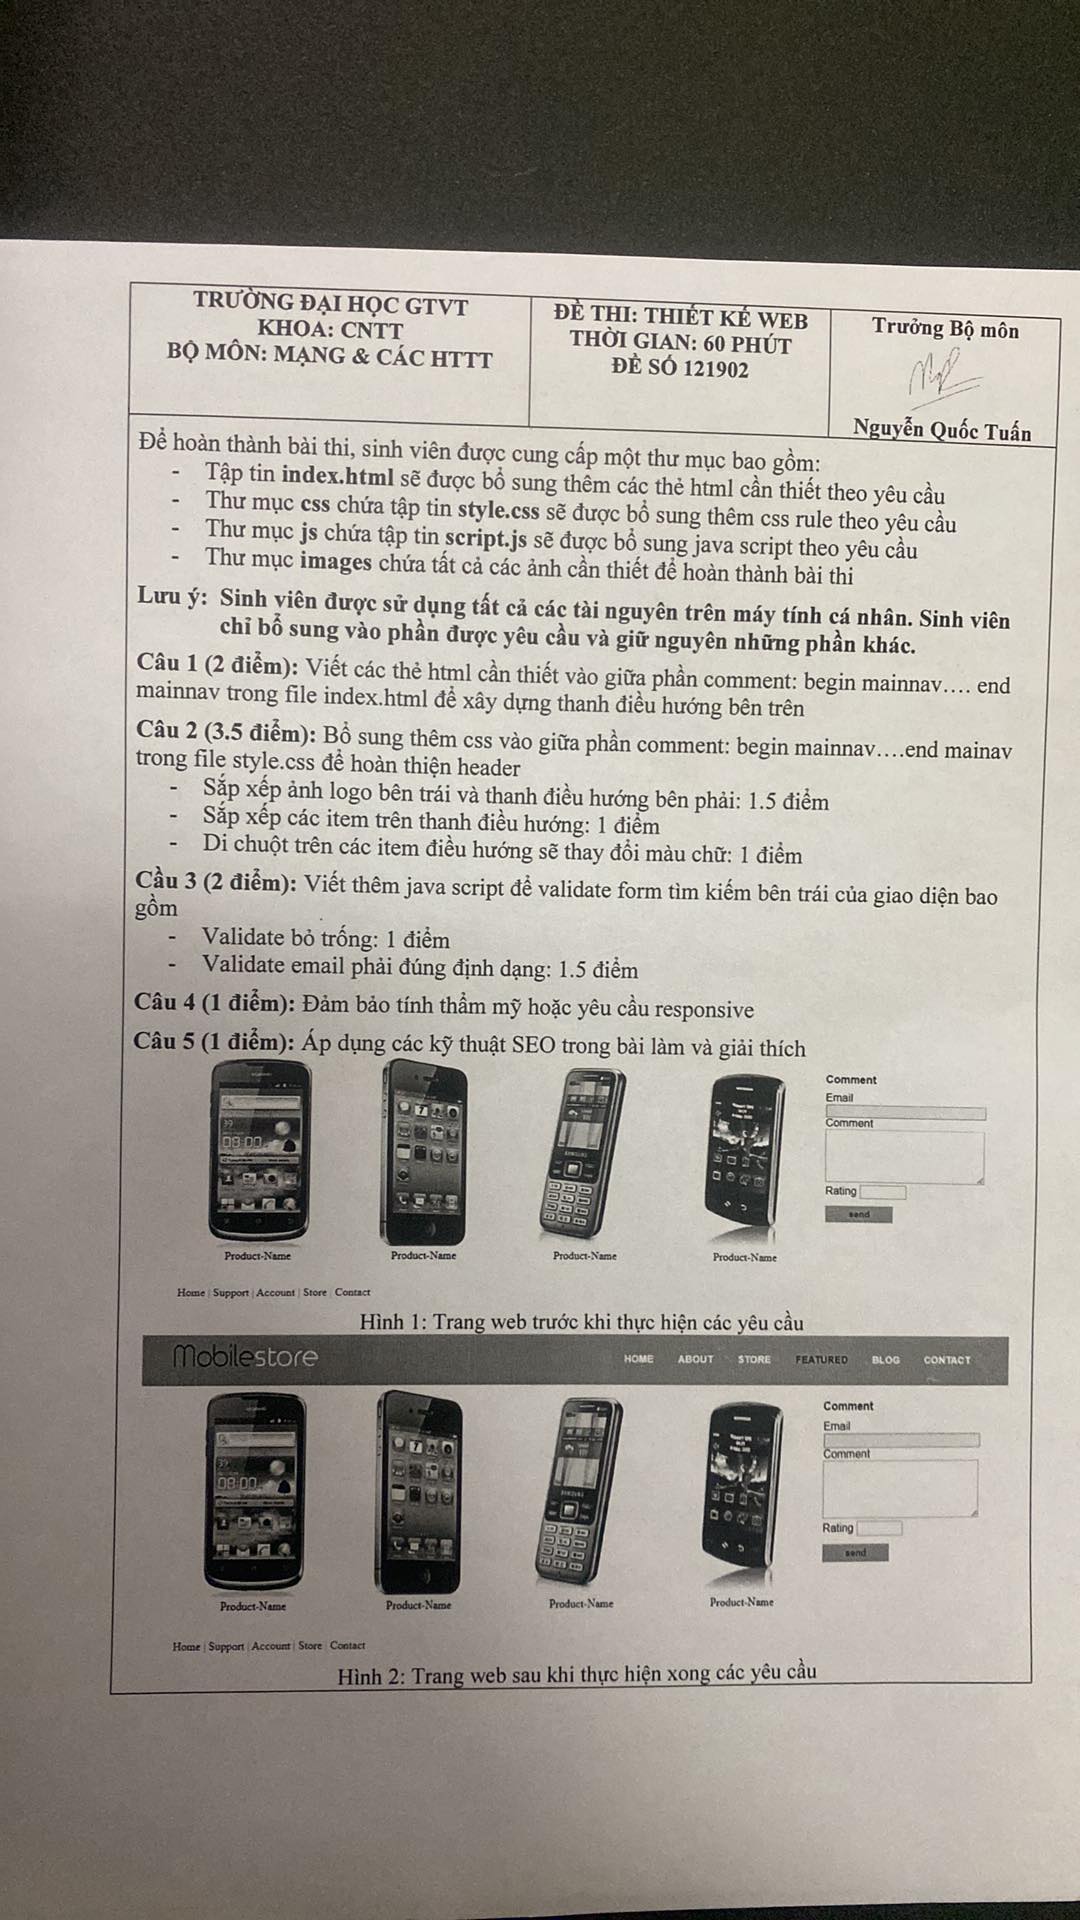 TRƯỜNG ĐẠI HỌC GTVT
KHOA: CNTT
BỘ MÔN: MẠNG & CÁC HTTT
ĐỀ THI: THIẾT KẾ WEB
THỜI GIAN: 60 PHÚT
ĐỀ SỐ 121902
Trưởng Bộ môn
Nguyễn Quốc Tuấn
Để hoàn thành bài thi, sinh viên được cung cấp một thư mục bao gồm:
- Tập tin index.html sẽ được bổ sung thêm các thẻ html cần thiết theo yêu cầu
- Thư mục css chứa tập tin style.css sẽ được bổ sung thêm css rule theo yêu cầu
- Thư mục js chứa tập tin script.js sẽ được bổ sung java script theo yêu cầu
- Thư mục images chứa tất cả các ảnh cần thiết để hoàn thành bài thi
Lưu ý: Sinh viên được sử dụng tất cả các tài nguyên trên máy tính cá nhân. Sinh viên
chỉ bổ sung vào phần được yêu cầu và giữ nguyên những phần khác.
Câu 1 (2 điểm): Viết các thẻ html cần thiết vào giữa phần comment: begin mainnav…. end
mainnav trong file index.html để xây dựng thanh điều hướng bên trên
Câu 2 (3.5 điểm): Bổ sung thêm css vào giữa phần comment: begin mainnav….end mainav
trong file style.css để hoàn thiện header
- Sắp xếp ảnh logo bên trái và thanh điều hướng bên phải: 1.5 điểm
- Sắp xếp các item trên thanh điều hướng: 1 điểm
- Di chuột trên các item điều hướng sẽ thay đổi màu chữ: 1 điểm
Cầu 3 (2 điểm): Viết thêm java script để validate form tìm kiếm bên trái của giao diện bao
gồm
- Validate bỏ trống: 1 điểm
- Validate email phải đúng định dạng: 1.5 điểm
Câu 4 (1 điểm): Đảm bảo tính thẩm mỹ hoặc yêu cầu responsive
Câu 5 (1 điểm): Áp dụng các kỹ thuật SEO trong bài làm và giải thích
Comment
Email
Comment
Rating
send
08:00
SAMSUNG
Product-Name Product-Name Product-Name Product-Name
Home | Support | Account | Store | Contact
Hình 1: Trang web trước khi thực hiện các yêu cầu
Mobilestore HOME ABOUT STORE FEATURED BLOG CONTACT
Comment
Email
Comment
Rating
send
08:00
SAMSUNG
Product-Name Product-Name Product-Name Product-Name
Home | Support | Account | Store | Contact
Hình 2: Trang web sau khi thực hiện xong các yêu cầu